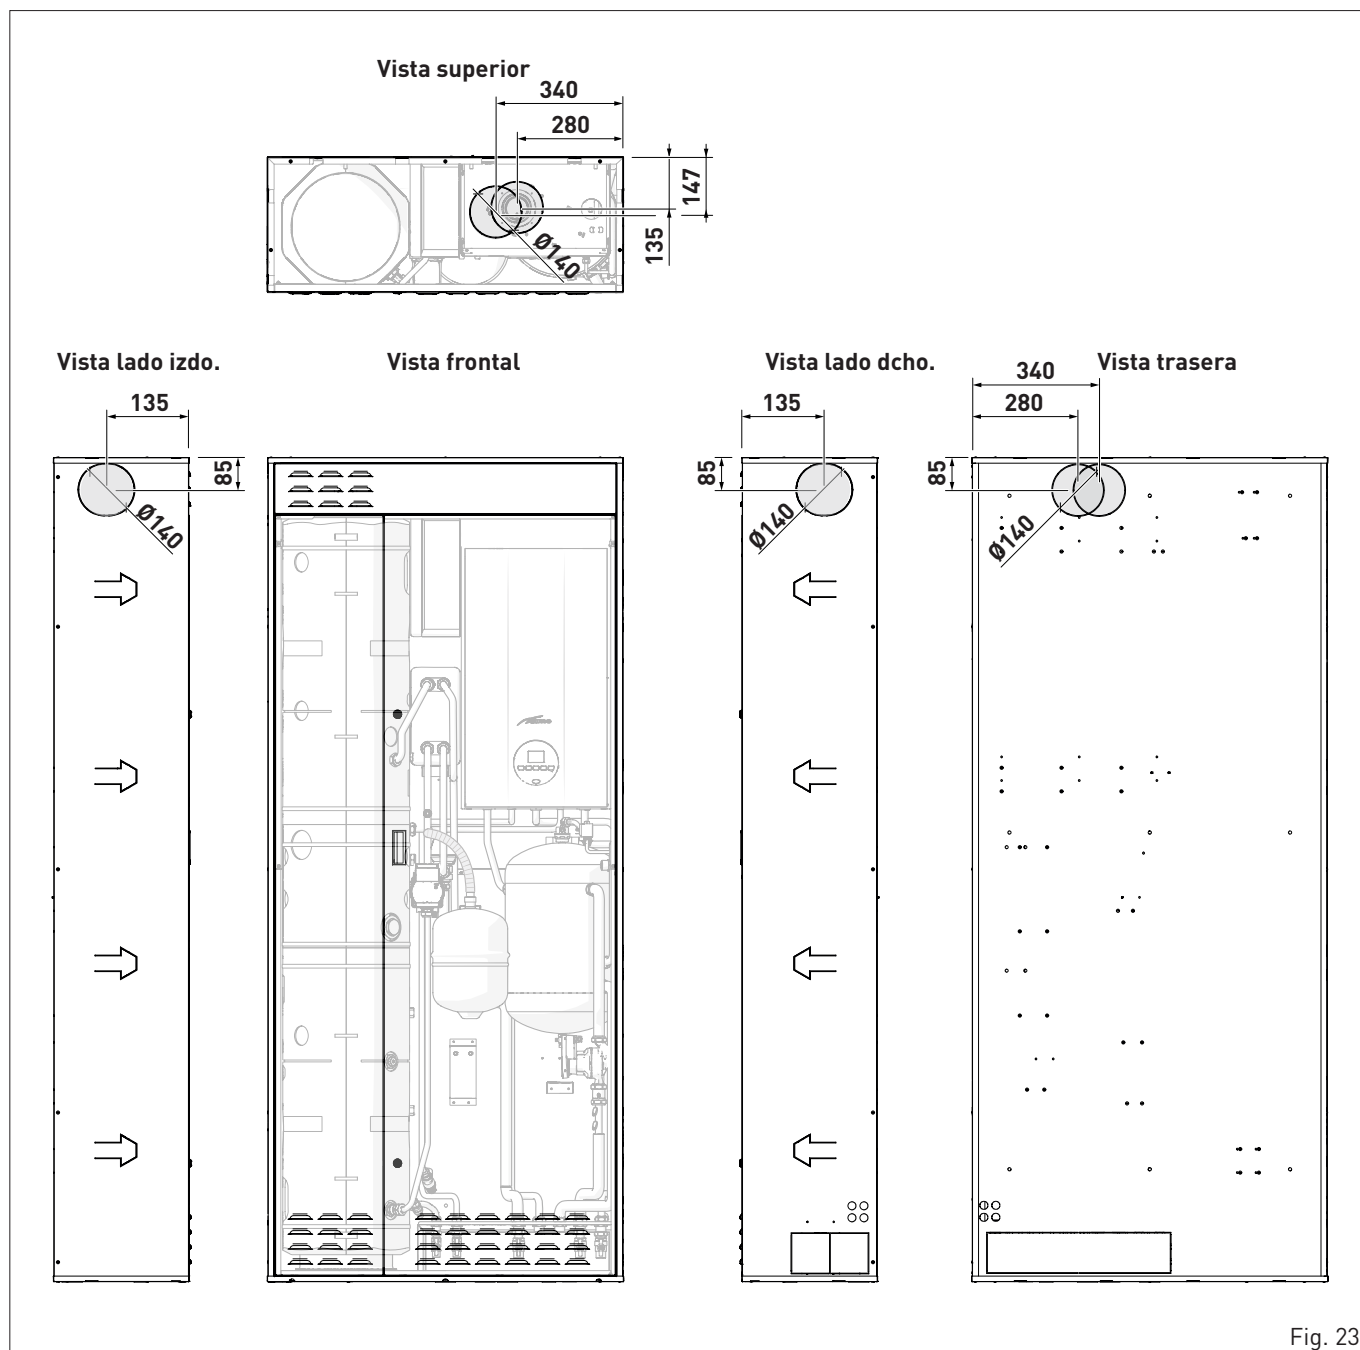 Vista superior
340
280
147
135
Ø140
Vista lado izdo.
Vista frontal
Vista lado dcho.
Vista trasera
135
85
Ø140
135
85
Ø140
340
280
85
Ø140
Fig. 23